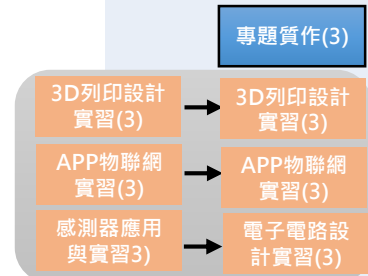 專題質作(3)
3D列印設計
實習(3)
3D列印設計
實習(3)
APP物聯網
實習(3)
APP物聯網
實習(3)
感測器應用
與實習3)
電子電路設
計實習(3)